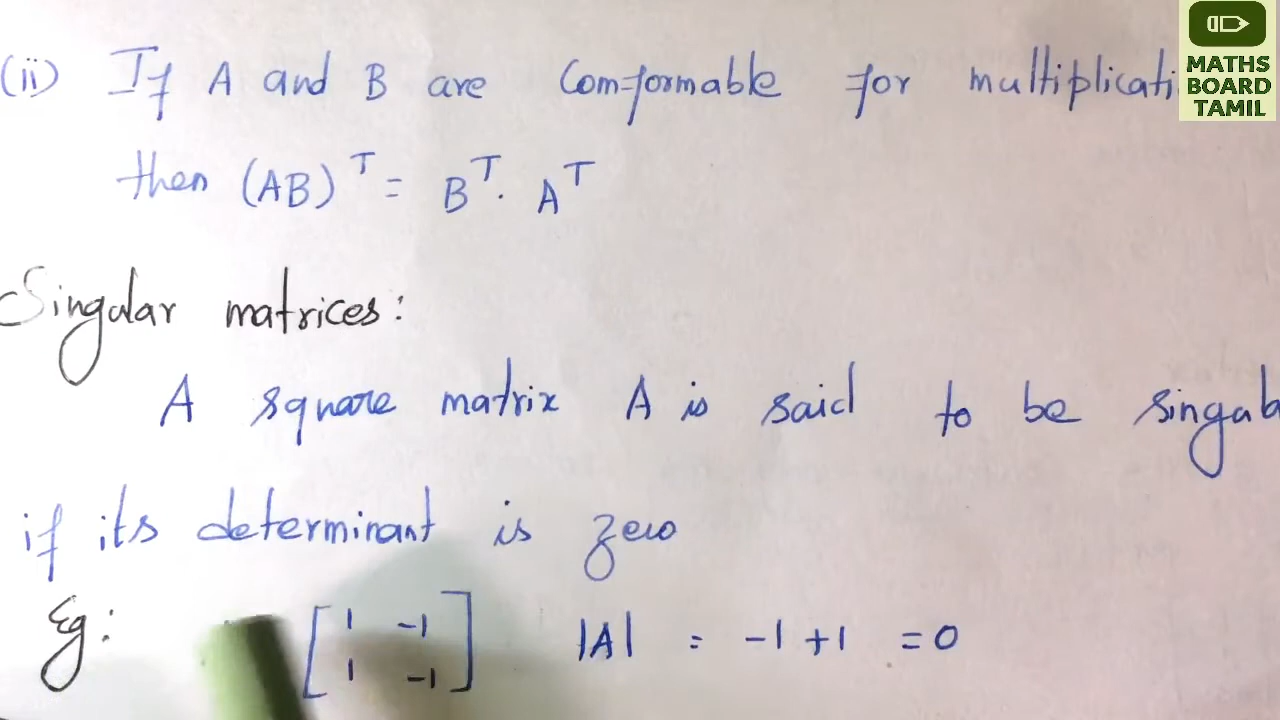 (ii) If A and B are Comformable for multiplicati
then (AB)ᵀ = Bᵀ. Aᵀ
Singular matrices:
A square matrix A is said to be singul
if its determinant is zero
Eg: [1 -1
1 -1] |A| = -1 +1 = 0
MATHS
BOARD
TAMIL